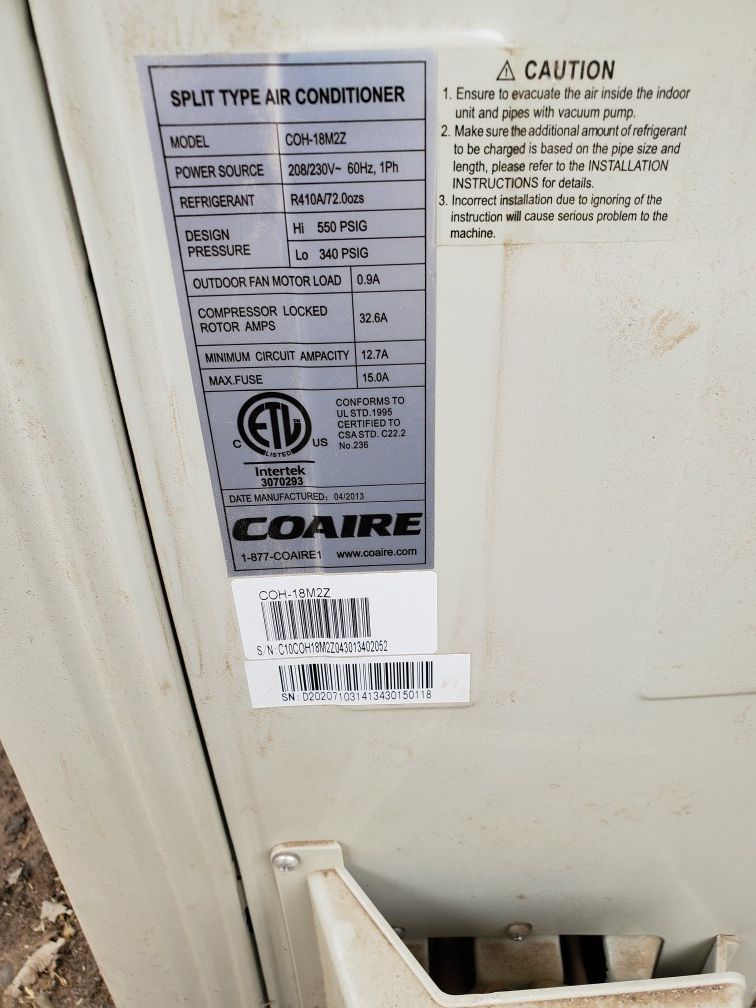 SPLIT TYPE AIR CONDITIONER
MODEL COH-18M2Z
POWER SOURCE 208/230V~ 60Hz, 1Ph
REFRIGERANT R410A/72.0ozs
DESIGN
PRESSURE
Hi 550 PSIG
Lo 340 PSIG
OUTDOOR FAN MOTOR LOAD 0.9A
COMPRESSOR LOCKED
ROTOR AMPS
32.6A
MINIMUM CIRCUIT AMPACITY 12.7A
MAX.FUSE 15.0A
C ETL US
LISTED
Intertek
3070293
CONFORMS TO
UL STD.1995
CERTIFIED TO
CSA STD. C22.2
No.236
DATE MANUFACTURED: 04/2013
COAIRE
1-877-COAIRE1 www.coaire.com
COH-18M2Z
S/N:C10COH18M2Z043013402052
SN: D202071031413430150118
⚠ CAUTION
1. Ensure to evacuate the air inside the indoor
unit and pipes with vacuum pump.
2. Make sure the additional amount of refrigerant
to be charged is based on the pipe size and
length, please refer to the INSTALLATION
INSTRUCTIONS for details.
3. Incorrect installation due to ignoring of the
instruction will cause serious problem to the
machine.